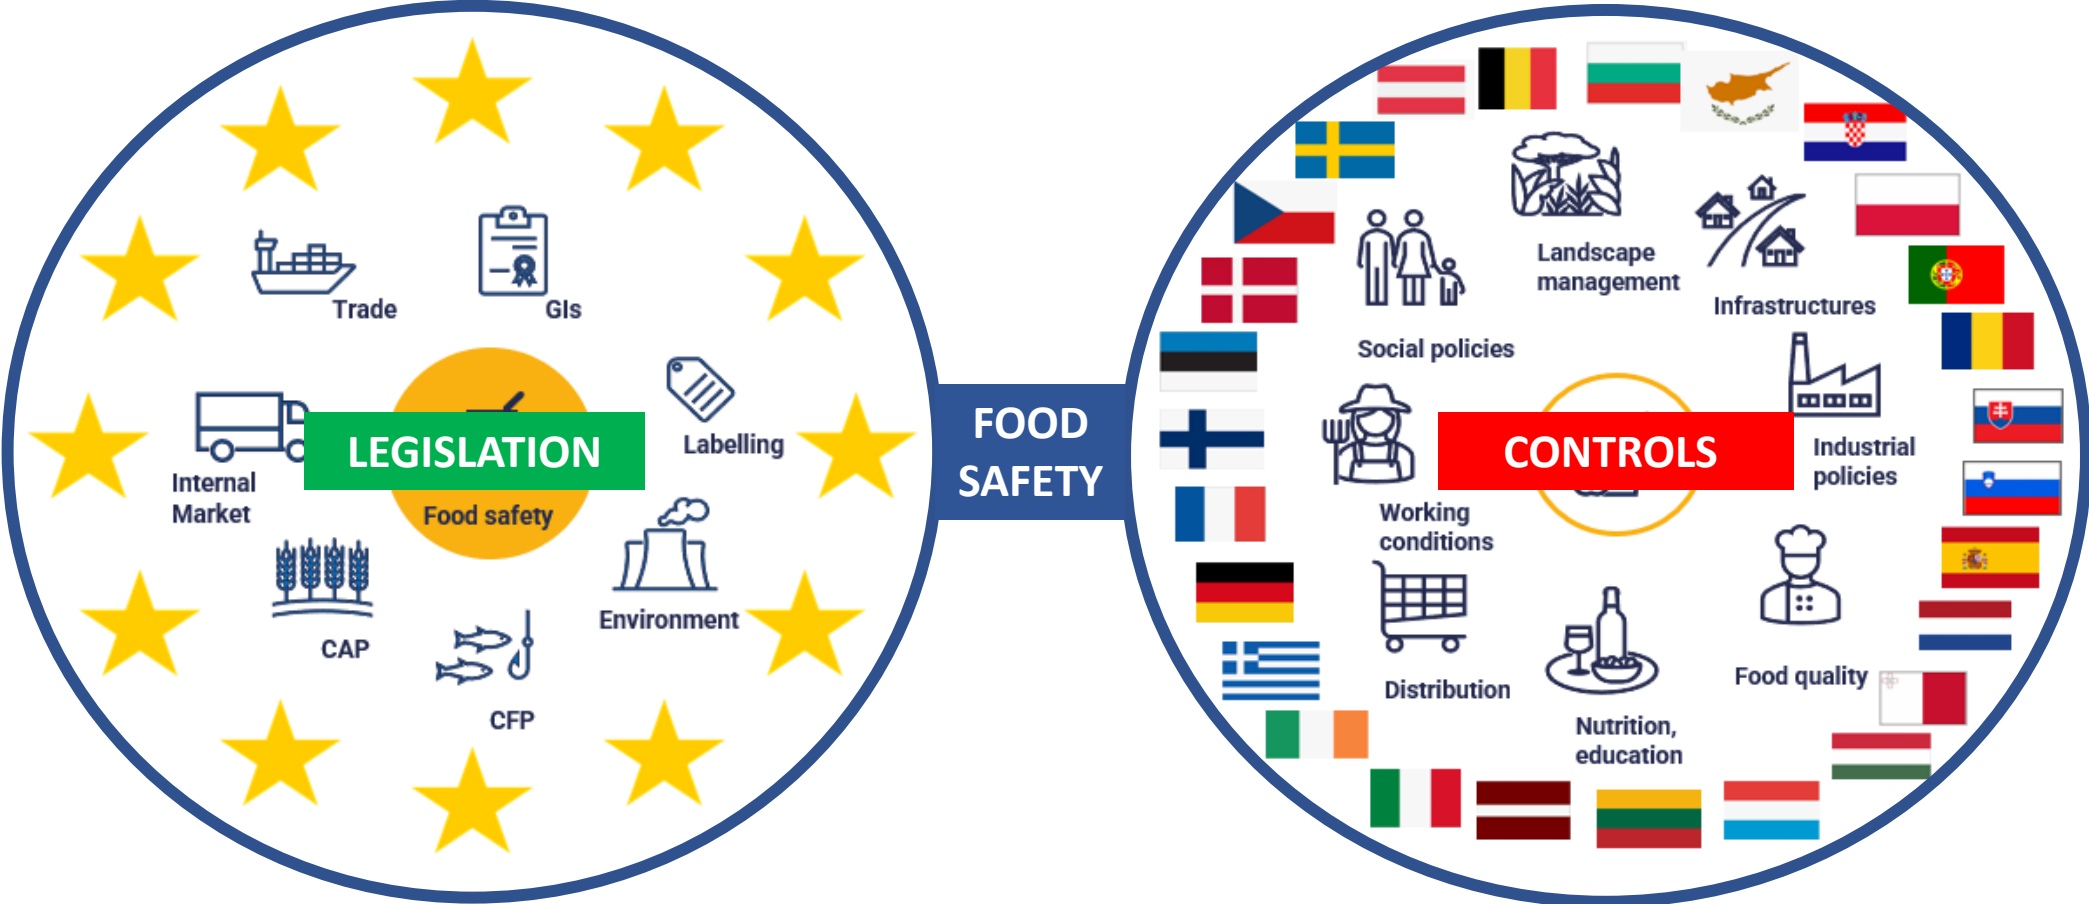 Trade
GIs
Labelling
LEGISLATION
Internal
Market
Food safety
Environment
CAP
CFP
FOOD
SAFETY
Landscape
management
Infrastructures
Social policies
CONTROLS
Industrial
policies
Working
conditions
Food quality
Distribution
Nutrition,
education